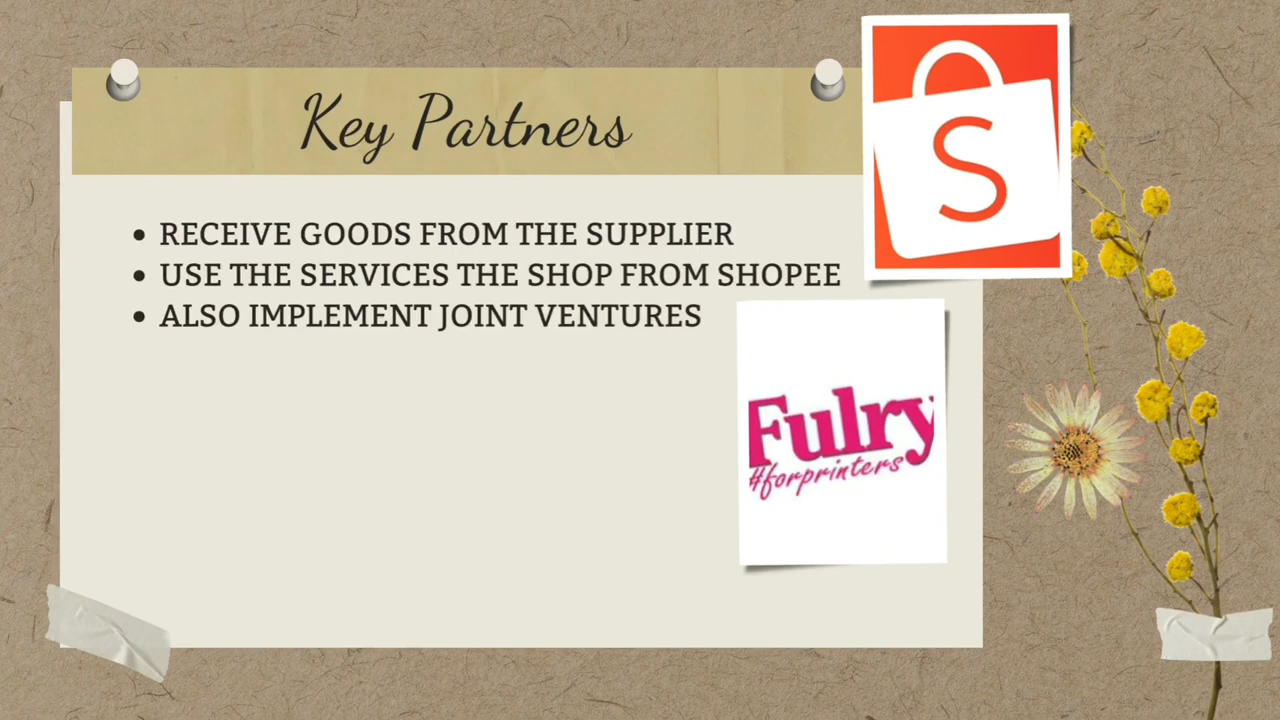 Key Partners
S
• RECEIVE GOODS FROM THE SUPPLIER
• USE THE SERVICES THE SHOP FROM SHOPEE
• ALSO IMPLEMENT JOINT VENTURES
Fulry
#forprinters